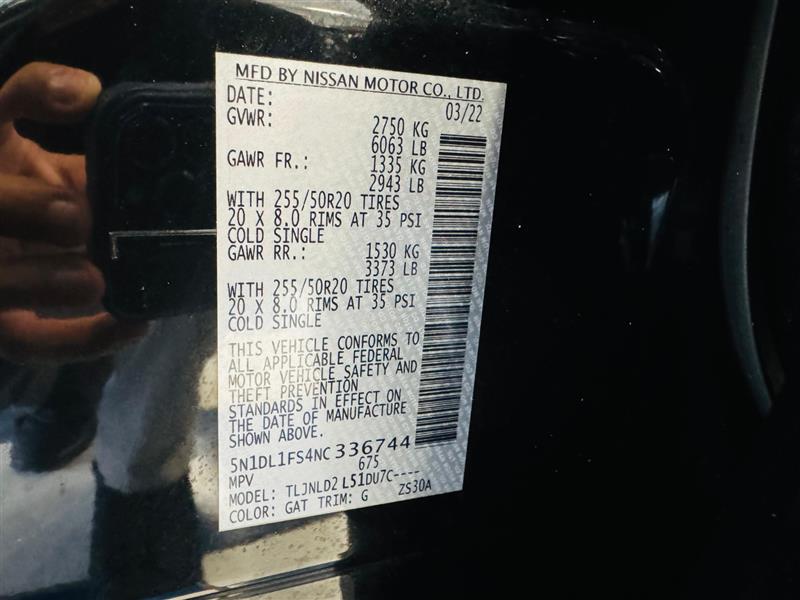 MFD BY NISSAN MOTOR CO., LTD.
DATE: 03/22
GVWR: 2750 KG
6063 LB
GAWR FR.: 1335 KG
2943 LB
WITH 255/50R20 TIRES
20 X 8.0 RIMS AT 35 PSI
COLD SINGLE
GAWR RR.: 1530 KG
3373 LB
WITH 255/50R20 TIRES
20 X 8.0 RIMS AT 35 PSI
COLD SINGLE
THIS VEHICLE CONFORMS TO
ALL APPLICABLE FEDERAL
MOTOR VEHICLE SAFETY AND
THEFT PREVENTION
STANDARDS IN EFFECT ON
THE DATE OF MANUFACTURE
SHOWN ABOVE.
5N1DL1FS4NC336744
MPV 675
MODEL: TLJNLD2 L51DU7C----
COLOR: GAT TRIM: G ZS30A